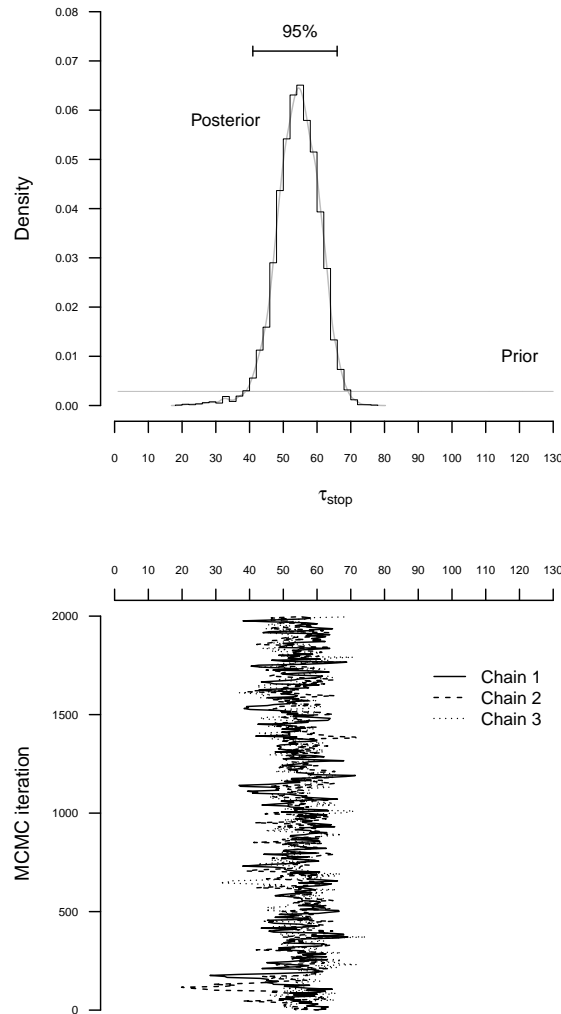 0.08
95%
0.07
0.06
Posterior
0.05
Density
0.04
0.03
0.02
Prior
0.01
0.00
0 10 20 30 40 50 60 70 80 90 100 110 120 130
τstop
0 10 20 30 40 50 60 70 80 90 100 110 120 130
2000
Chain 1
Chain 2
Chain 3
1500
MCMC iteration
1000
500
0